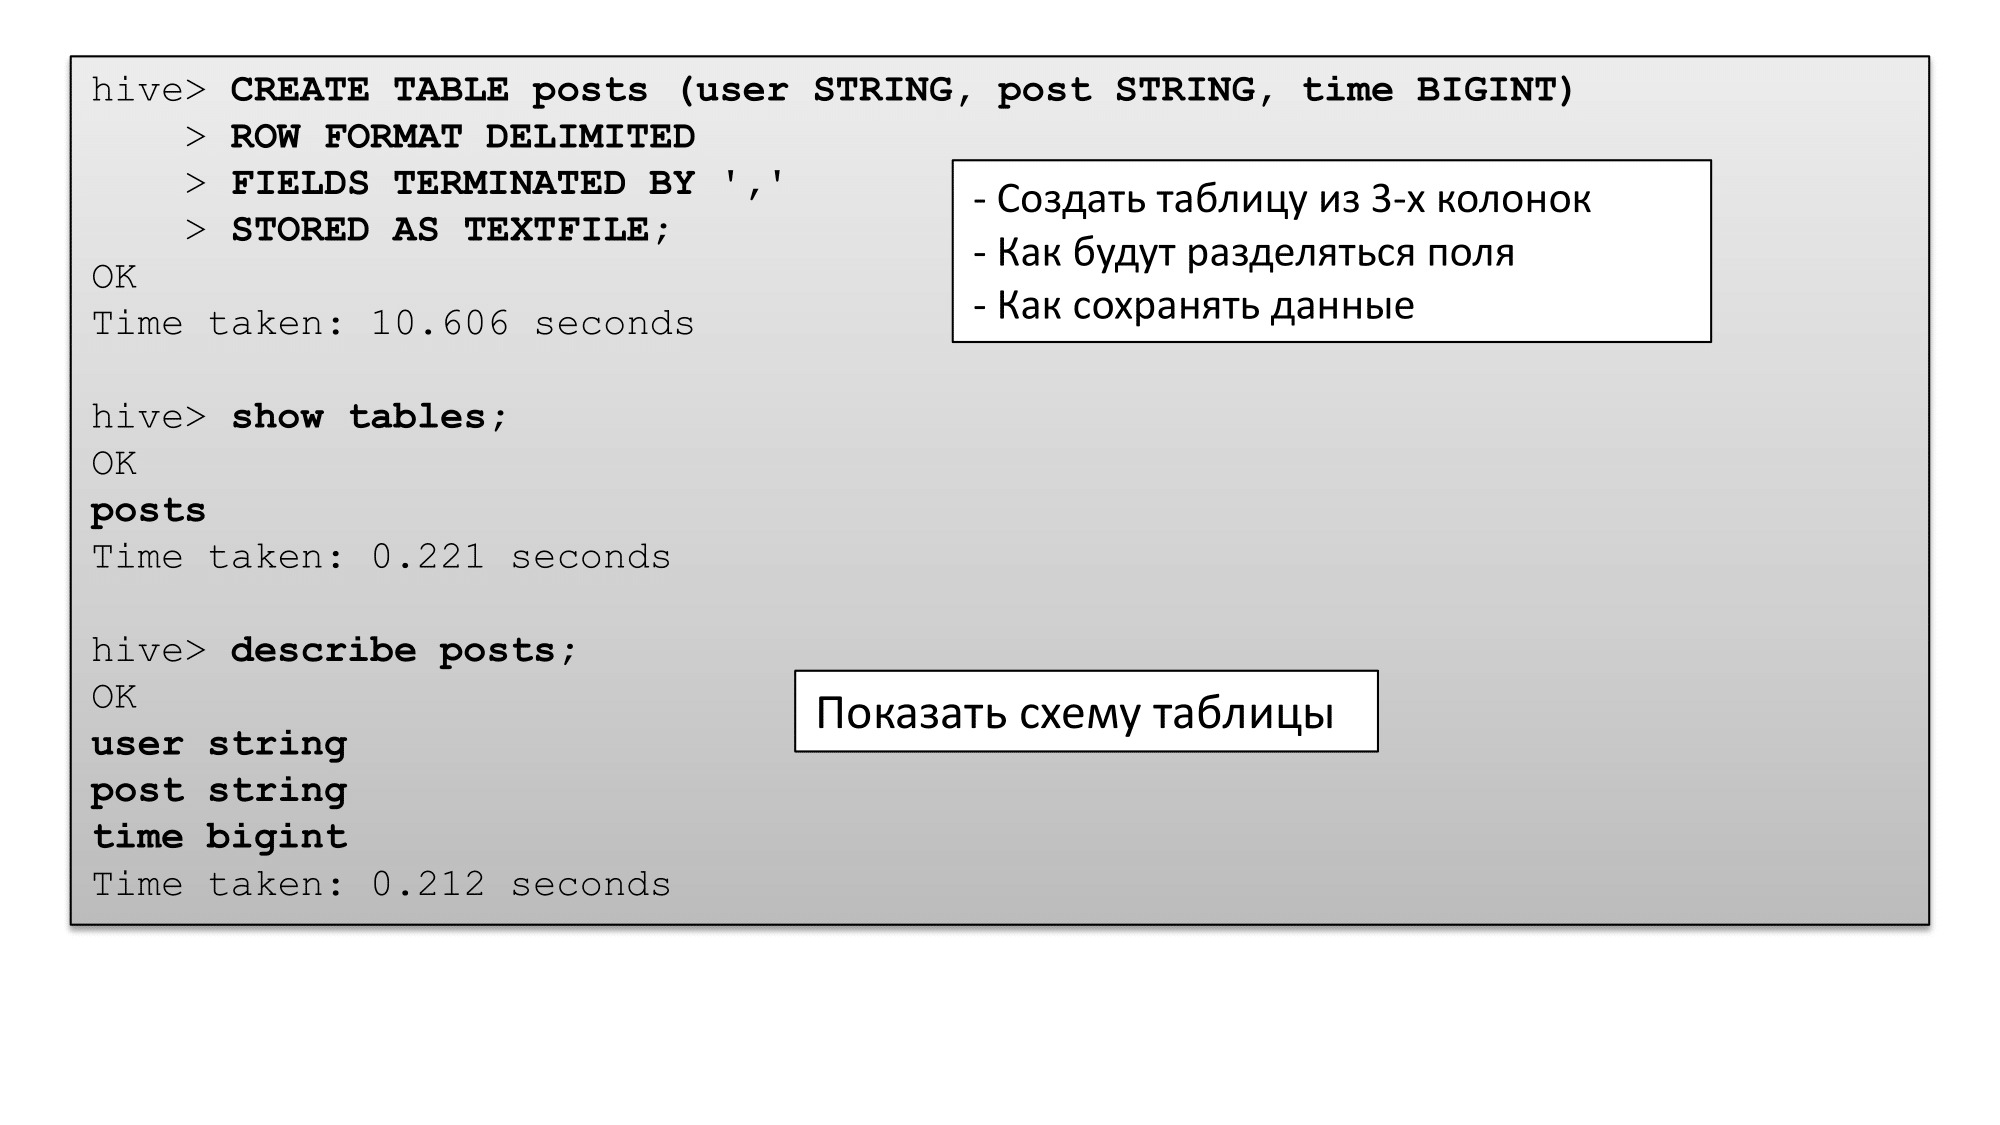 hive> CREATE TABLE posts (user STRING, post STRING, time BIGINT)
    > ROW FORMAT DELIMITED
    > FIELDS TERMINATED BY ','
    > STORED AS TEXTFILE;
OK
Time taken: 10.606 seconds
- Создать таблицу из 3-х колонок
- Как будут разделяться поля
- Как сохранять данные
hive> show tables;
OK
posts
Time taken: 0.221 seconds
hive> describe posts;
OK
user string
post string
time bigint
Time taken: 0.212 seconds
Показать схему таблицы